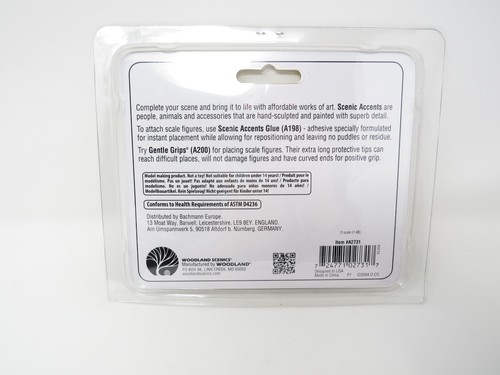 Complete your scene and bring it to life with affordable works of art. Scenic Accents are
people, animals and accessories that are hand-sculpted and painted with superb detail.
To attach scale figures, use Scenic Accents Glue (A198) - adhesive specially formulated
for instant placement while allowing for repositioning and leaving no puddles or residue.
Try Gentle Grips® (A200) for placing scale figures. Their extra long protective tips can
reach difficult places, will not damage figures and have curved ends for positive grip.
Model making product. Not a toy! Not suitable for children under 14 years! / Produit pour le
modélisme. Pas un jouet! Pas adapté aux enfants de moins de 14 ans! / Producto para
modelismo. ¡No es un juguete! ¡No adecuado para niños menores de 14 años! /
Modellbauartikel. Kein Spielzeug! Nicht geeignet für Kinder unter 14!
Conforms to Health Requirements of ASTM D4236
Distributed by Bachmann Europe.
13 Moat Way, Barwell, Leicestershire, LE9 8EY. ENGLAND.
Am Umspannwerk 5, 90518 Altdorf b. Nürnberg. GERMANY.
O scale (1:48)
Item #A2731
7 24771 02731 7
WOODLAND SCENICS®
Manufactured by WOODLAND®
PO BOX 98, LINN CREEK, MO 65052
woodlandscenics.com
Designed in USA
Made in China